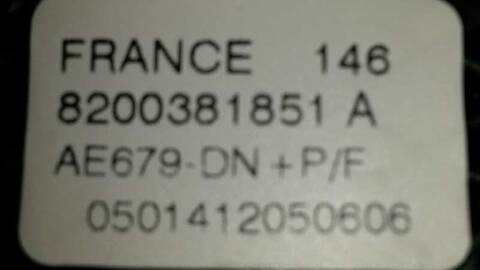 FRANCE 146
8200381851 A
AE679-DN + P/F
0501412050606